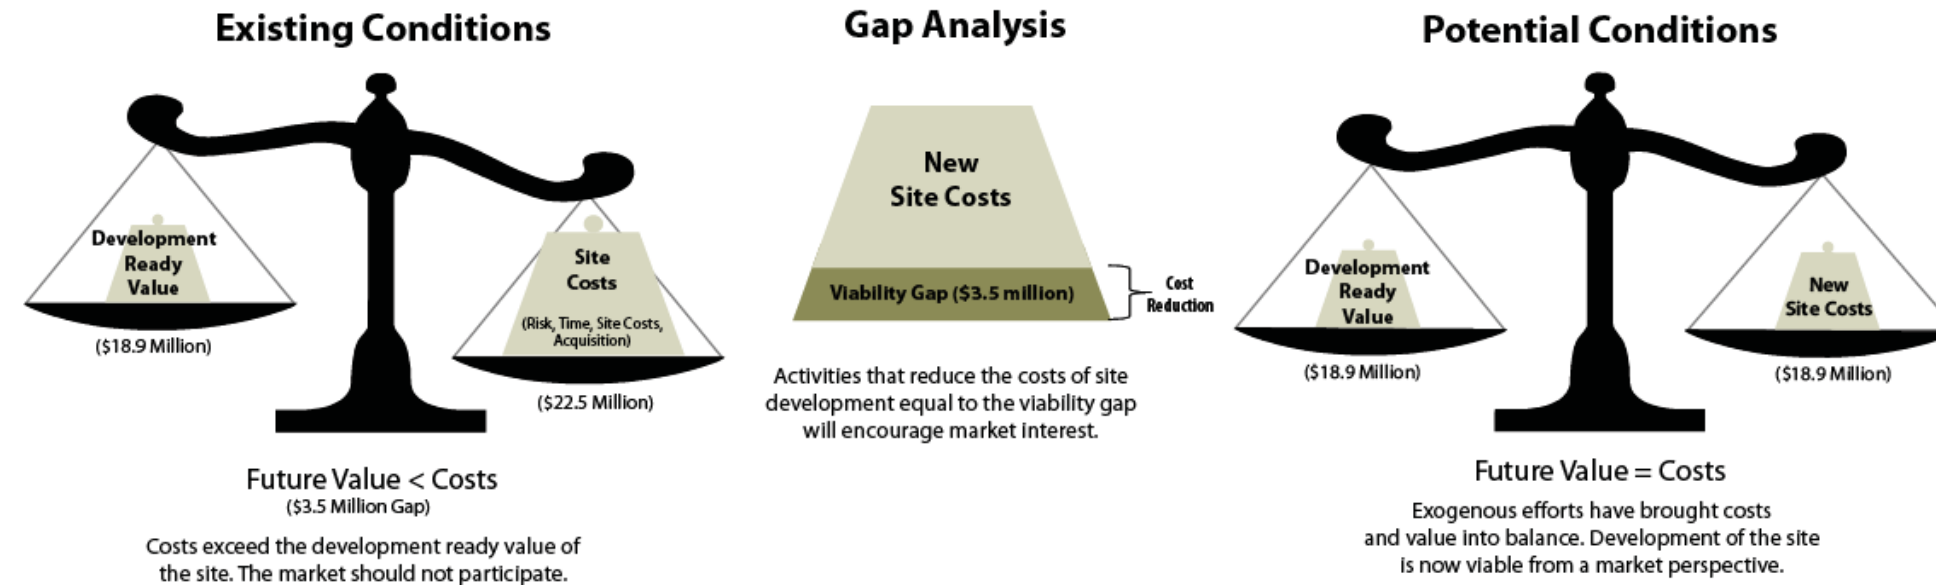 Existing Conditions
Development
Ready
Value
($18.9 Million)
Site
Costs
(Risk, Time, Site Costs,
Acquisition)
($22.5 Million)
Future Value < Costs
($3.5 Million Gap)
Costs exceed the development ready value of
the site. The market should not participate.
Gap Analysis
New
Site Costs
Viability Gap ($3.5 million)
Cost
Reduction
Activities that reduce the costs of site
development equal to the viability gap
will encourage market interest.
Potential Conditions
Development
Ready
Value
($18.9 Million)
New
Site Costs
($18.9 Million)
Future Value = Costs
Exogenous efforts have brought costs
and value into balance. Development of the site
is now viable from a market perspective.